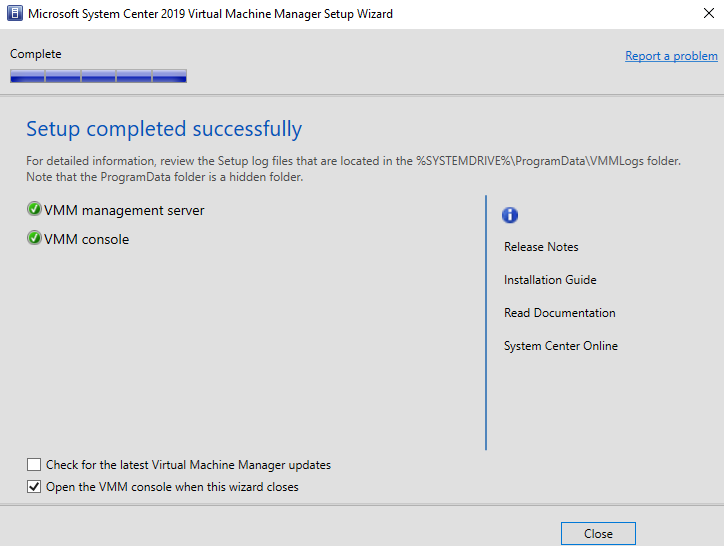 Microsoft System Center 2019 Virtual Machine Manager Setup Wizard
Complete
Report a problem
Setup completed successfully
For detailed information, review the Setup log files that are located in the %SYSTEMDRIVE%\ProgramData\VMMLogs folder.
Note that the ProgramData folder is a hidden folder.
VMM management server
VMM console
Release Notes
Installation Guide
Read Documentation
System Center Online
Check for the latest Virtual Machine Manager updates
Open the VMM console when this wizard closes
Close